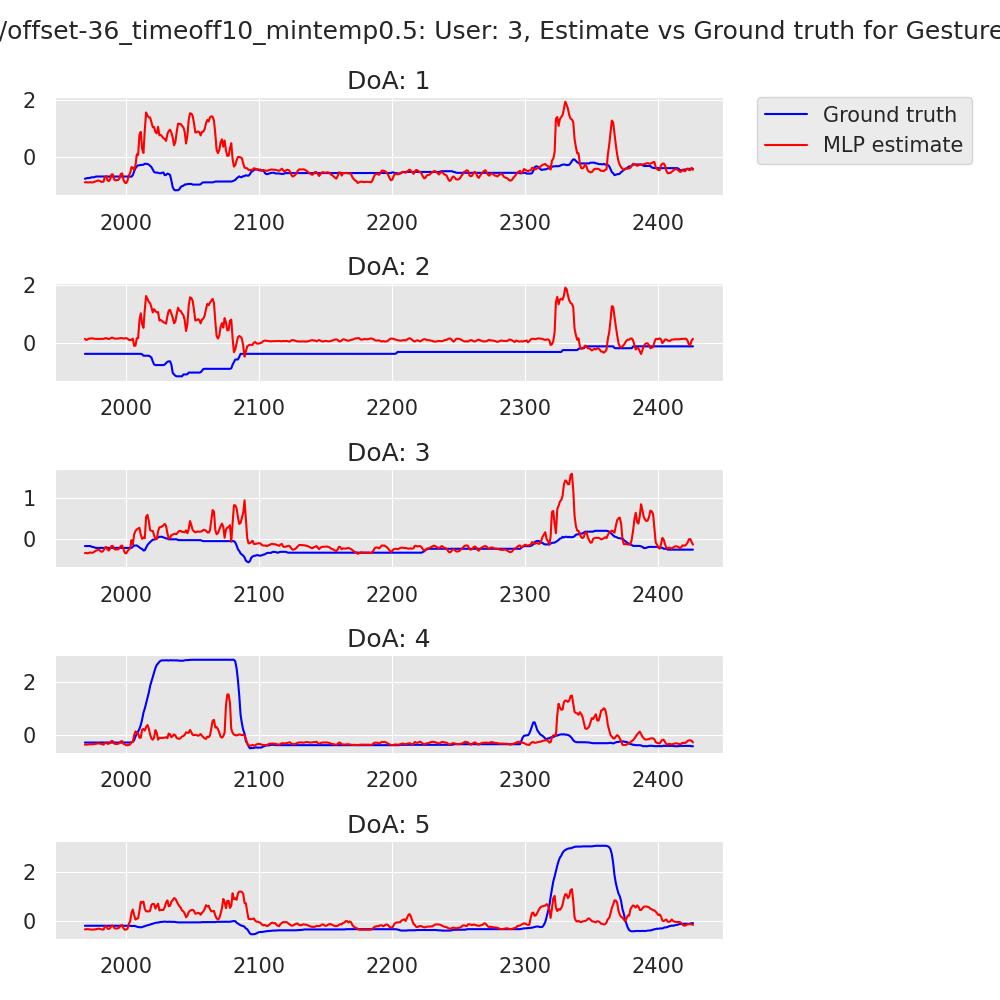 /offset-36_timeoff10_mintemp0.5: User: 3, Estimate vs Ground truth for Gesture
DoA: 1
Ground truth
MLP estimate
2
0
2000 2100 2200 2300 2400
DoA: 2
2
0
2000 2100 2200 2300 2400
DoA: 3
1
0
2000 2100 2200 2300 2400
DoA: 4
2
0
2000 2100 2200 2300 2400
DoA: 5
2
0
2000 2100 2200 2300 2400